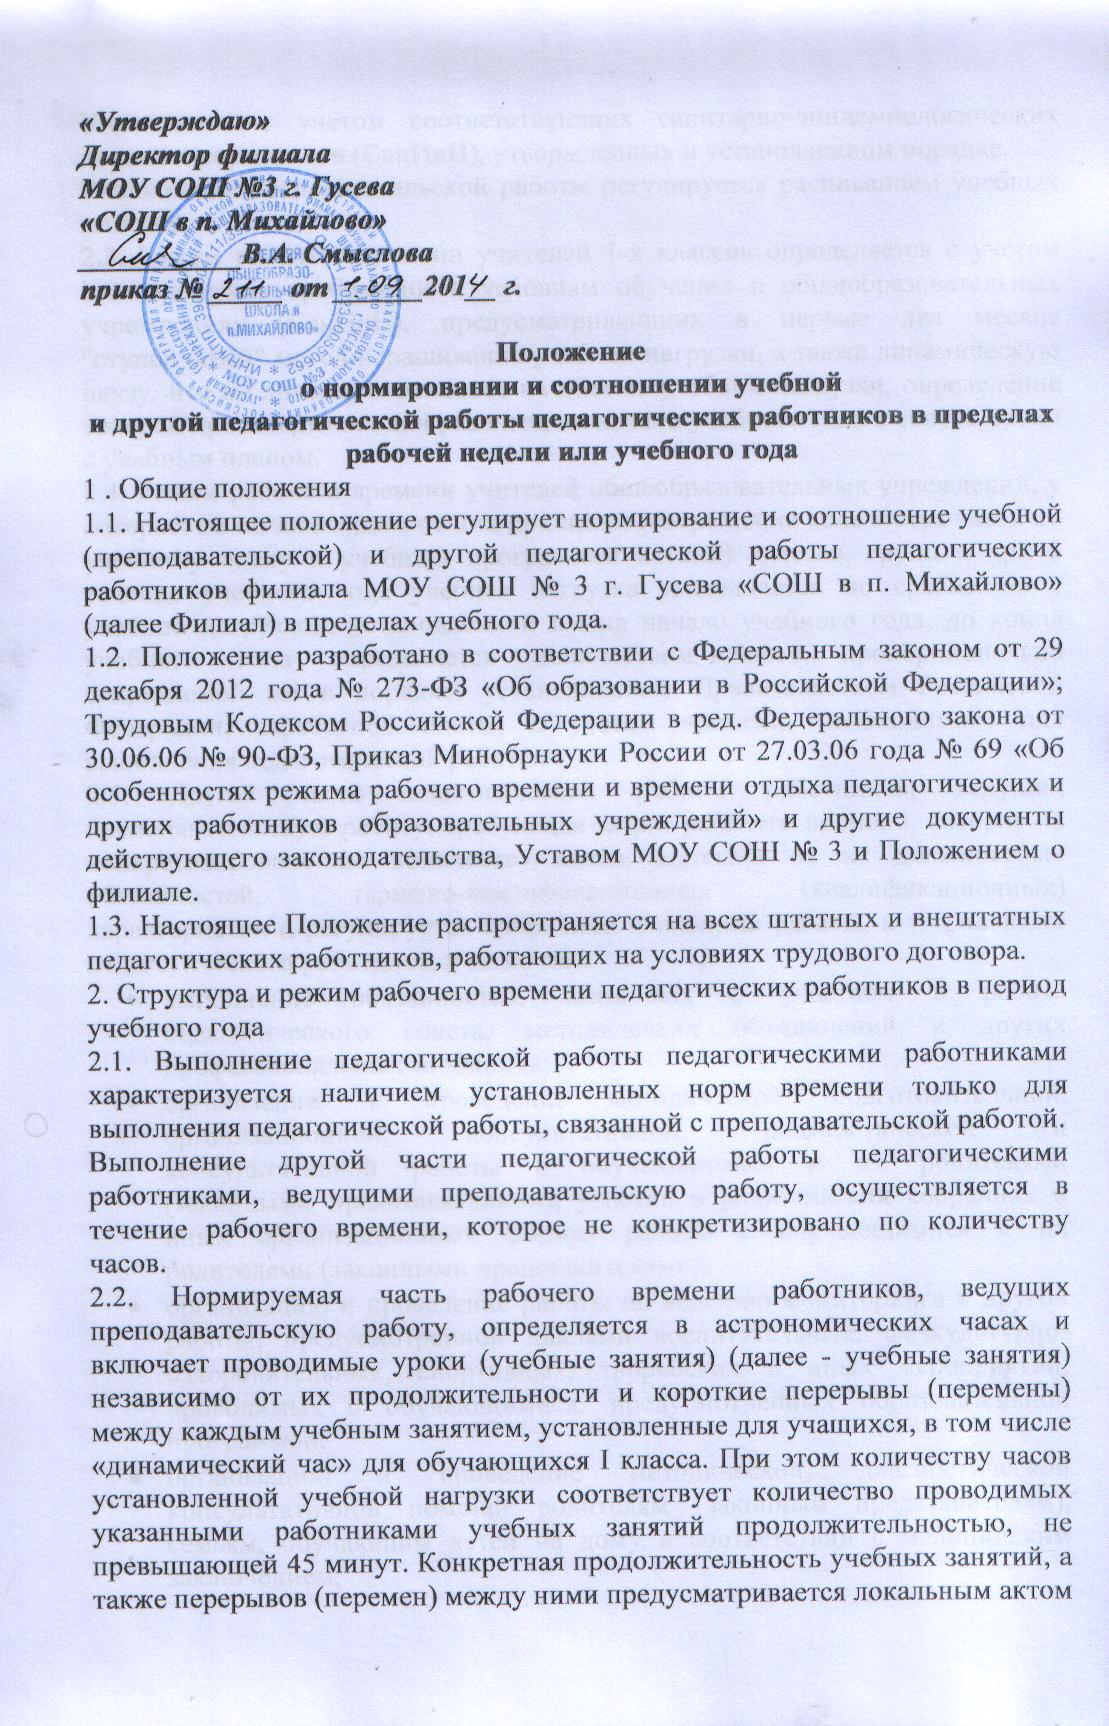 «Утверждаю»
Директор филиала
МОУ СОШ №3 г. Гусева
«СОШ в п. Михайлово»
____________В.А. Смыслова
приказ № 211 от 1.09 2014 г.
ОБЩЕОБРАЗО-
ВАТЕЛЬНАЯ
ШКОЛА в
п.МИХАЙЛОВО»
МОУ СОШ №3
Положение
о нормировании и соотношении учебной
и другой педагогической работы педагогических работников в пределах
рабочей недели или учебного года
1 . Общие положения
1.1. Настоящее положение регулирует нормирование и соотношение учебной
(преподавательской) и другой педагогической работы педагогических
работников филиала МОУ СОШ № 3 г. Гусева «СОШ в п. Михайлово»
(далее Филиал) в пределах учебного года.
1.2. Положение разработано в соответствии с Федеральным законом от 29
декабря 2012 года № 273-ФЗ «Об образовании в Российской Федерации»;
Трудовым Кодексом Российской Федерации в ред. Федерального закона от
30.06.06 № 90-ФЗ, Приказ Минобрнауки России от 27.03.06 года № 69 «Об
особенностях режима рабочего времени и времени отдыха педагогических и
других работников образовательных учреждений» и другие документы
действующего законодательства, Уставом МОУ СОШ № 3 и Положением о
филиале.
1.3. Настоящее Положение распространяется на всех штатных и внештатных
педагогических работников, работающих на условиях трудового договора.
2. Структура и режим рабочего времени педагогических работников в период
учебного года
2.1. Выполнение педагогической работы педагогическими работниками
характеризуется наличием установленных норм времени только для
выполнения педагогической работы, связанной с преподавательской работой.
Выполнение другой части педагогической работы педагогическими
работниками, ведущими преподавательскую работу, осуществляется в
течение рабочего времени, которое не конкретизировано по количеству
часов.
2.2. Нормируемая часть рабочего времени работников, ведущих
преподавательскую работу, определяется в астрономических часах и
включает проводимые уроки (учебные занятия) (далее - учебные занятия)
независимо от их продолжительности и короткие перерывы (перемены)
между каждым учебным занятием, установленные для учащихся, в том числе
«динамический час» для обучающихся I класса. При этом количеству часов
установленной учебной нагрузки соответствует количество проводимых
указанными работниками учебных занятий продолжительностью, не
превышающей 45 минут. Конкретная продолжительность учебных занятий, а
также перерывов (перемен) между ними предусматривается локальным актом